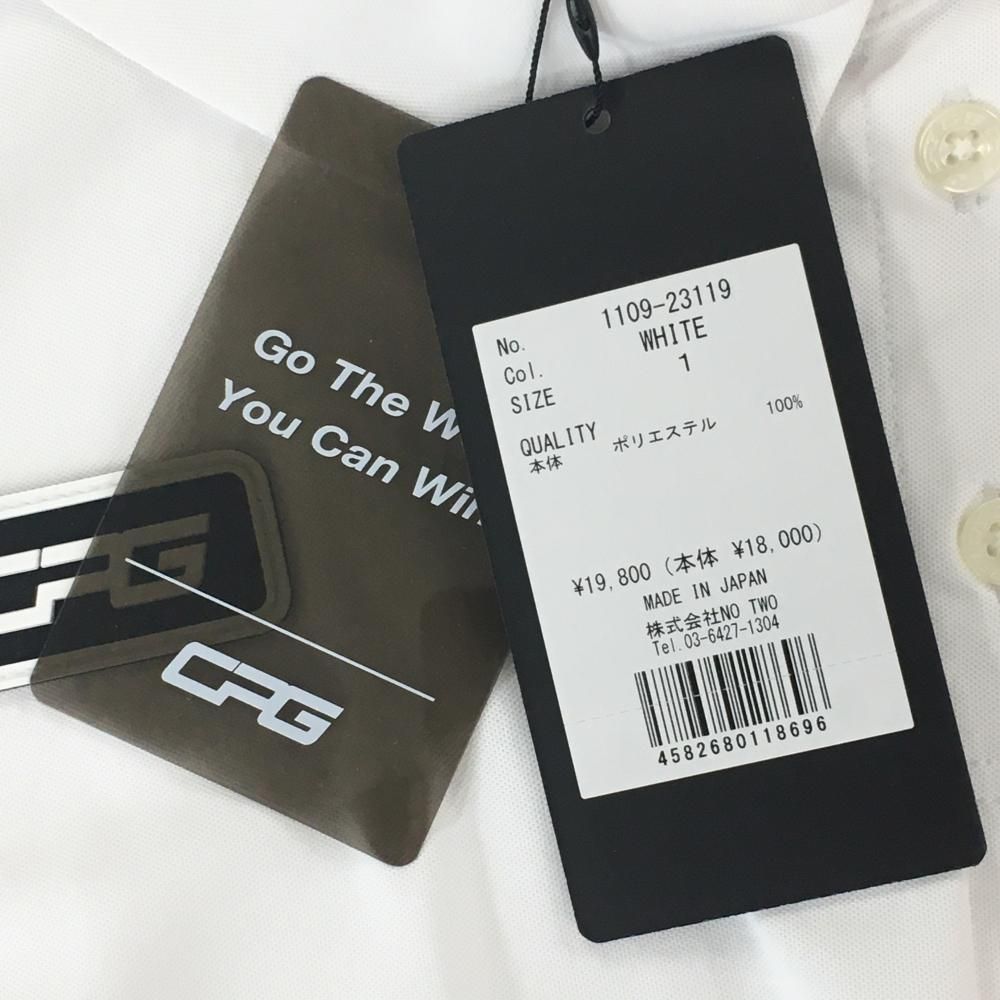 Go The W
You Can Win
CPG
CPG
No. 1109-23119
Col. WHITE
SIZE 1
QUALITY
本体 ポリエステル 100%
¥19,800 (本体 ¥18,000)
MADE IN JAPAN
株式会社NO TWO
Tel.03-6427-1304
4582680118696